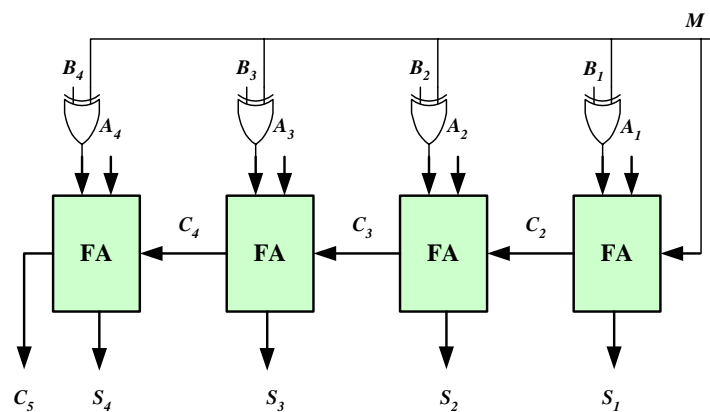 M
B₄ B₃ B₂ B₁
A₄ A₃ A₂ A₁
C₄ C₃ C₂
FA FA FA FA
C₅ S₄ S₃ S₂ S₁